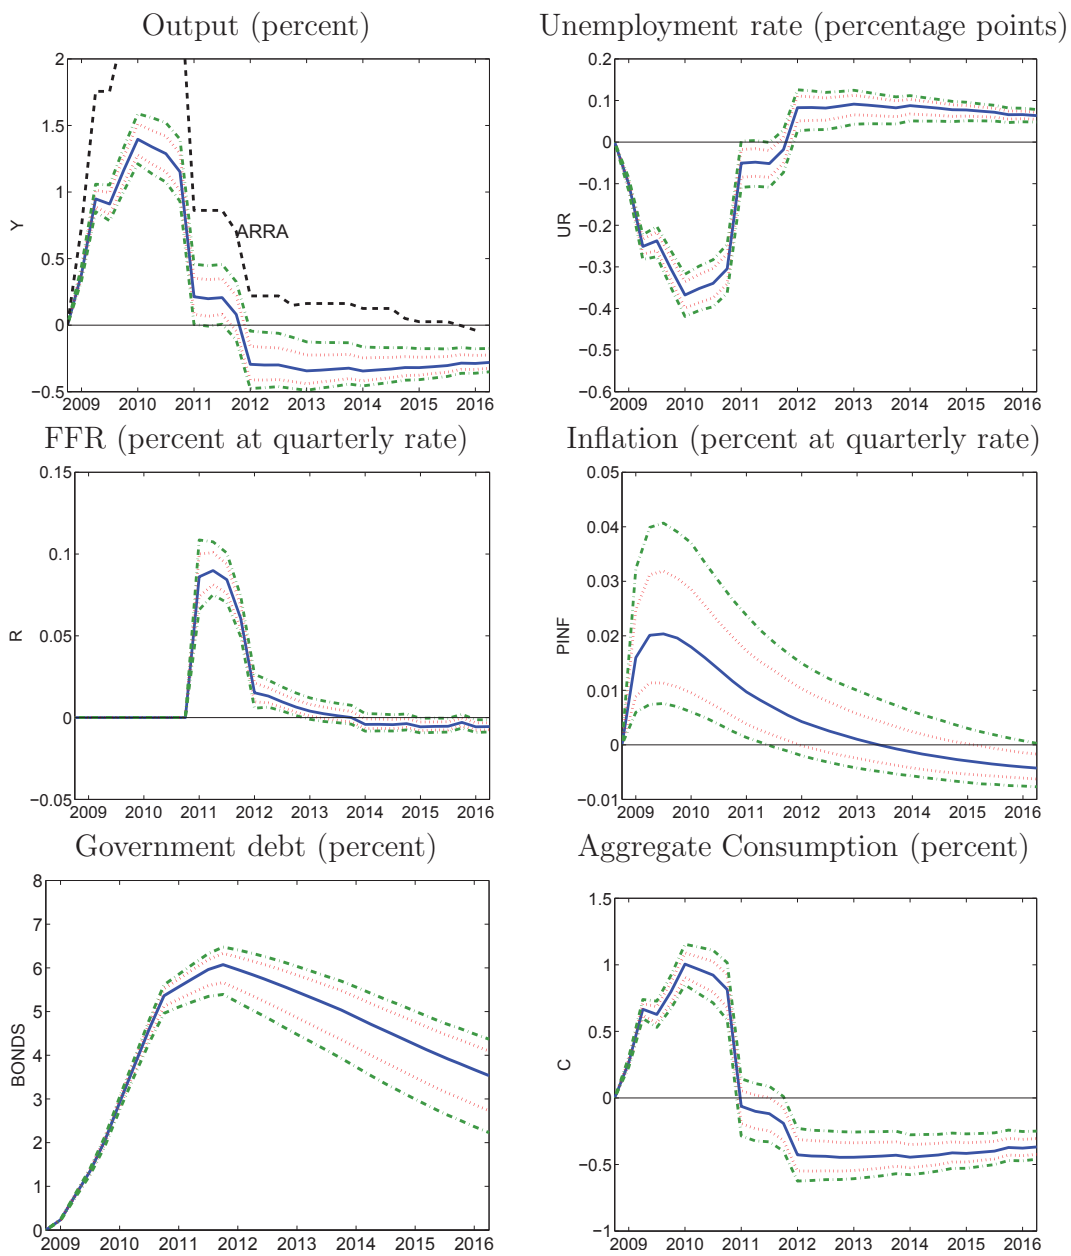 Output (percent)
2
1.5
1
0.5
0
−0.5
Y
ARRA
2009 2010 2011 2012 2013 2014 2015 2016
Unemployment rate (percentage points)
0.2
0.1
0
−0.1
−0.2
−0.3
−0.4
−0.5
−0.6
UR
2009 2010 2011 2012 2013 2014 2015 2016
FFR (percent at quarterly rate)
0.15
0.1
0.05
0
−0.05
R
2009 2010 2011 2012 2013 2014 2015 2016
Inflation (percent at quarterly rate)
0.05
0.04
0.03
0.02
0.01
0
−0.01
PINF
2009 2010 2011 2012 2013 2014 2015 2016
Government debt (percent)
8
7
6
5
4
3
2
1
0
BONDS
2009 2010 2011 2012 2013 2014 2015 2016
Aggregate Consumption (percent)
1.5
1
0.5
0
−0.5
−1
C
2009 2010 2011 2012 2013 2014 2015 2016